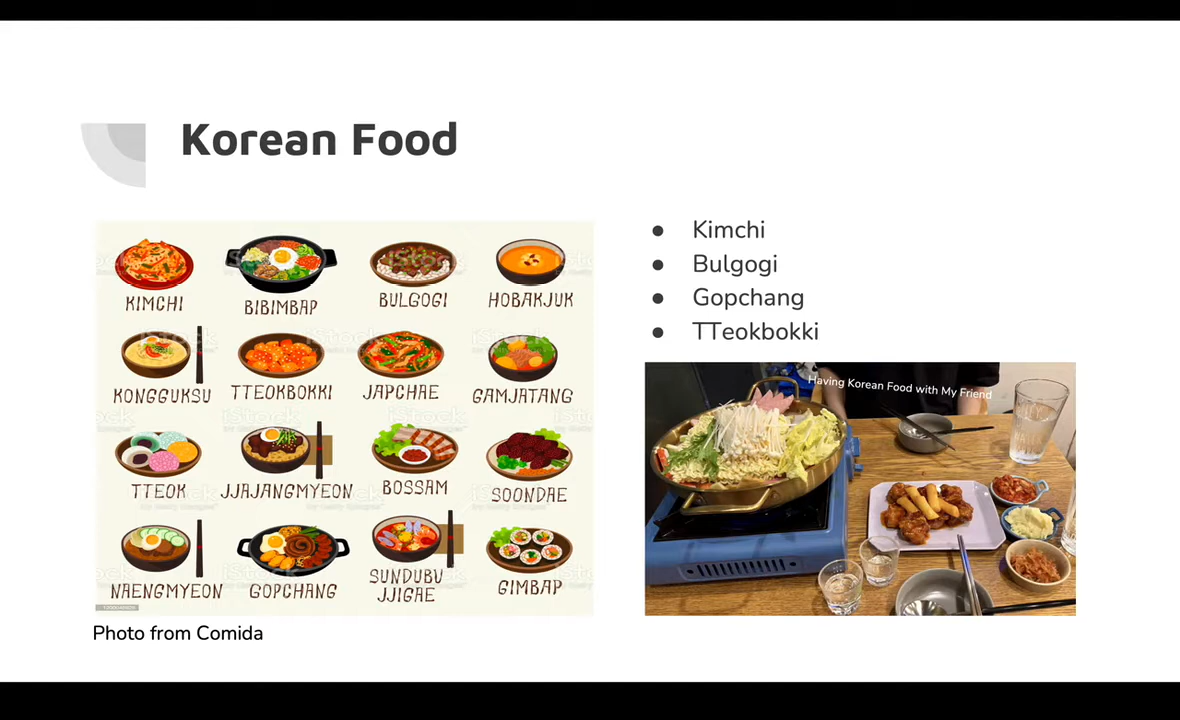 Korean Food
KIMCHI
BIBIMBAP
BULGOGI
HOBAKJUK
KONGGUKSU
TTEOKBOKKI
JAPCHAE
GAMJATANG
TTEOK
JJAJANGMYEON
BOSSAM
SOONDAE
NAENGMYEON
GOPCHANG
SUNDUBU
JJIGAE
GIMBAP
iStock
Photo from Comida
● Kimchi
● Bulgogi
● Gopchang
● TTeokbokki
Having Korean Food with My Friend